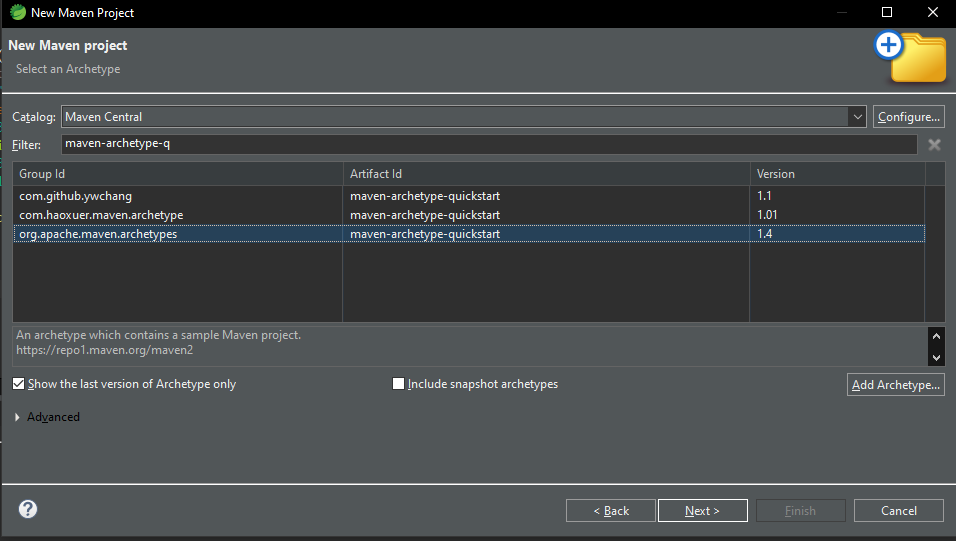 New Maven Project
New Maven project
Select an Archetype
Catalog: Maven Central Configure...
Filter: maven-archetype-q
Group Id Artifact Id Version
com.github.ywchang maven-archetype-quickstart 1.1
com.haoxuer.maven.archetype maven-archetype-quickstart 1.01
org.apache.maven.archetypes maven-archetype-quickstart 1.4
An archetype which contains a sample Maven project.
https://repo1.maven.org/maven2
Show the last version of Archetype only Include snapshot archetypes Add Archetype...
Advanced
? < Back Next > Finish Cancel